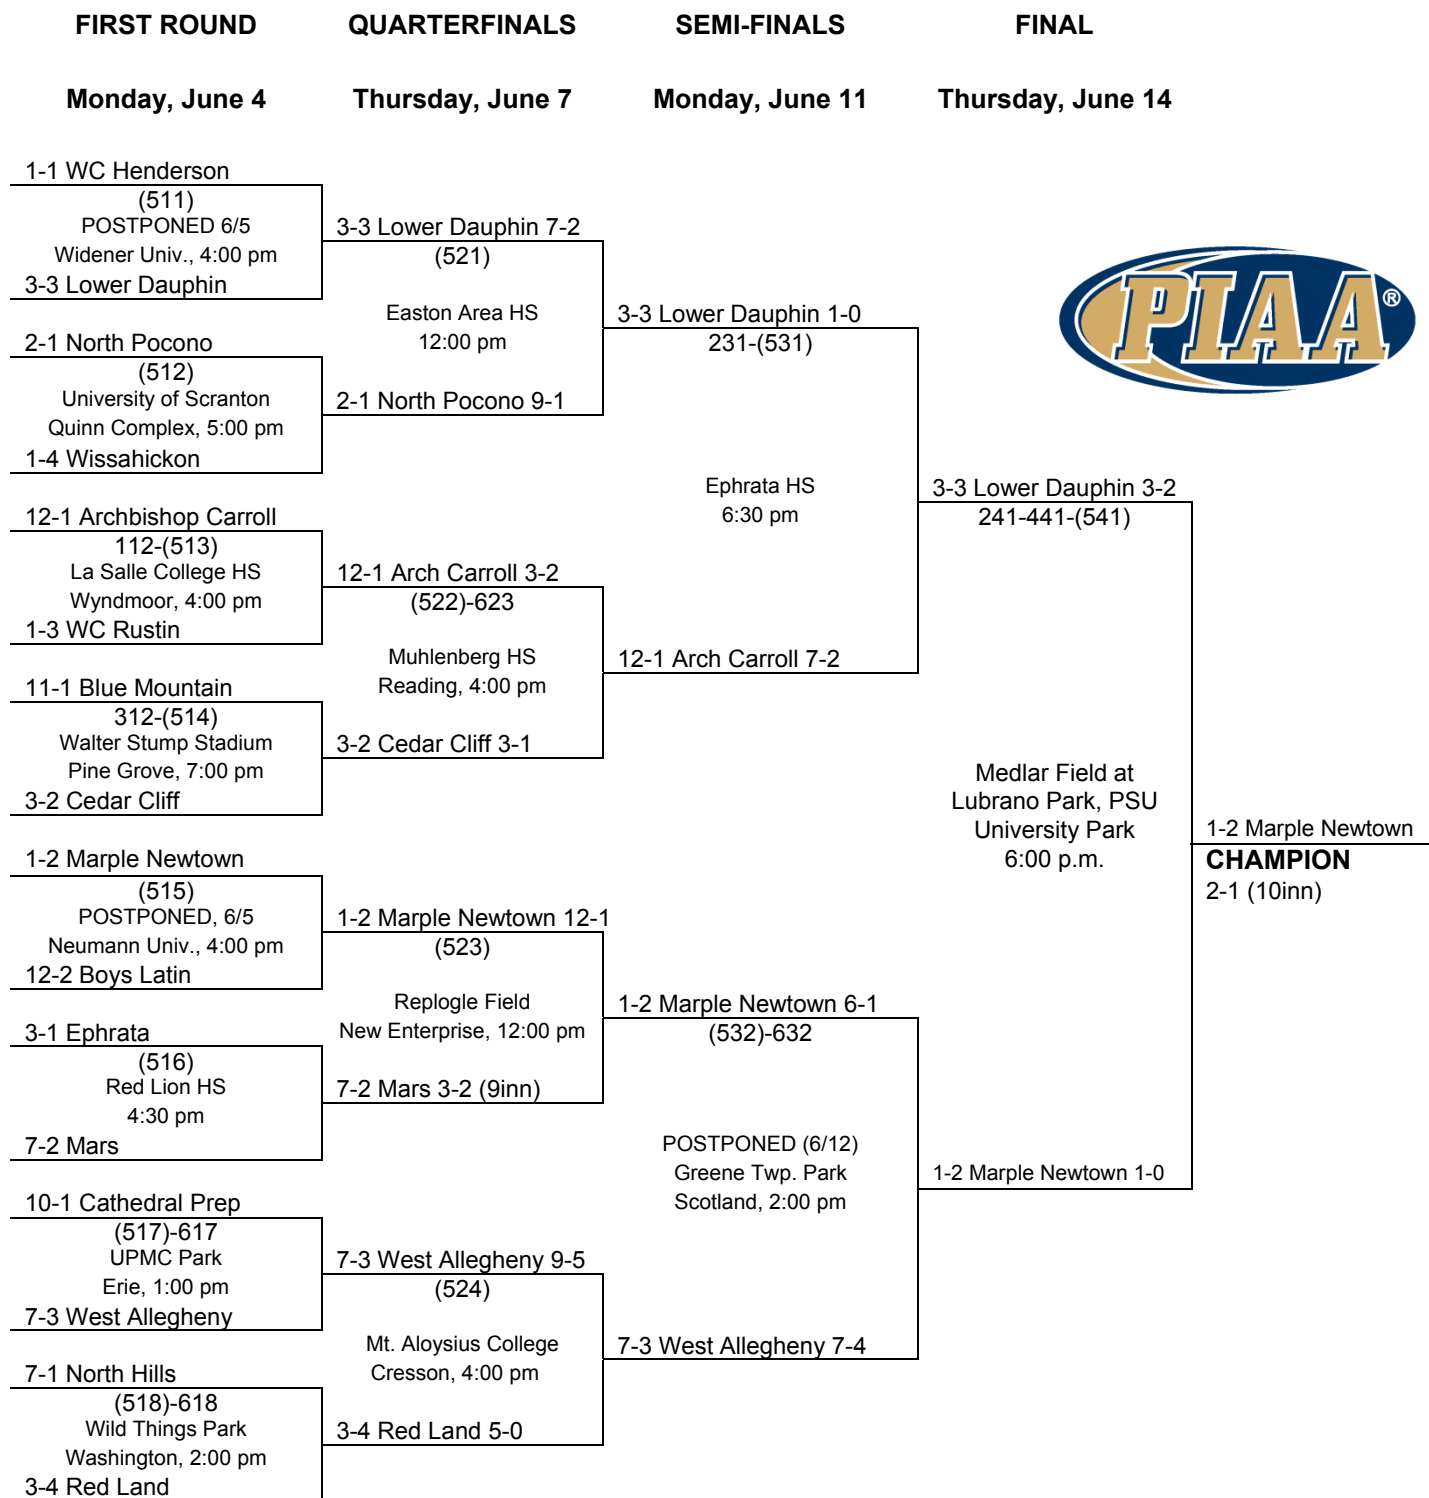 FIRST ROUND
QUARTERFINALS
SEMI-FINALS
FINAL
Monday, June 4
Thursday, June 7
Monday, June 11
Thursday, June 14
1-1 WC Henderson
(511)
POSTPONED 6/5
Widener Univ., 4:00 pm
3-3 Lower Dauphin
2-1 North Pocono
(512)
University of Scranton
Quinn Complex, 5:00 pm
1-4 Wissahickon
12-1 Archbishop Carroll
112-(513)
La Salle College HS
Wyndmoor, 4:00 pm
1-3 WC Rustin
11-1 Blue Mountain
312-(514)
Walter Stump Stadium
Pine Grove, 7:00 pm
3-2 Cedar Cliff
1-2 Marple Newtown
(515)
POSTPONED, 6/5
Neumann Univ., 4:00 pm
12-2 Boys Latin
3-1 Ephrata
(516)
Red Lion HS
4:30 pm
7-2 Mars
10-1 Cathedral Prep
(517)-617
UPMC Park
Erie, 1:00 pm
7-3 West Allegheny
7-1 North Hills
(518)-618
Wild Things Park
Washington, 2:00 pm
3-4 Red Land
3-3 Lower Dauphin 7-2
(521)
Easton Area HS
12:00 pm
2-1 North Pocono 9-1
12-1 Arch Carroll 3-2
(522)-623
Muhlenberg HS
Reading, 4:00 pm
3-2 Cedar Cliff 3-1
1-2 Marple Newtown 12-1
(523)
Replogle Field
New Enterprise, 12:00 pm
7-2 Mars 3-2 (9inn)
7-3 West Allegheny 9-5
(524)
Mt. Aloysius College
Cresson, 4:00 pm
3-4 Red Land 5-0
3-3 Lower Dauphin 1-0
231-(531)
Ephrata HS
6:30 pm
12-1 Arch Carroll 7-2
1-2 Marple Newtown 6-1
(532)-632
POSTPONED (6/12)
Greene Twp. Park
Scotland, 2:00 pm
7-3 West Allegheny 7-4
PIAA®
3-3 Lower Dauphin 3-2
241-441-(541)
Medlar Field at
Lubrano Park, PSU
University Park
6:00 p.m.
1-2 Marple Newtown 1-0
1-2 Marple Newtown
CHAMPION
2-1 (10inn)